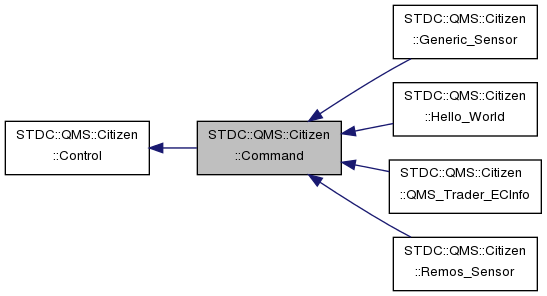 STDC::QMS::Citizen
::Control
STDC::QMS::Citizen
::Command
STDC::QMS::Citizen
::Generic_Sensor
STDC::QMS::Citizen
::Hello_World
STDC::QMS::Citizen
::QMS_Trader_ECInfo
STDC::QMS::Citizen
::Remos_Sensor